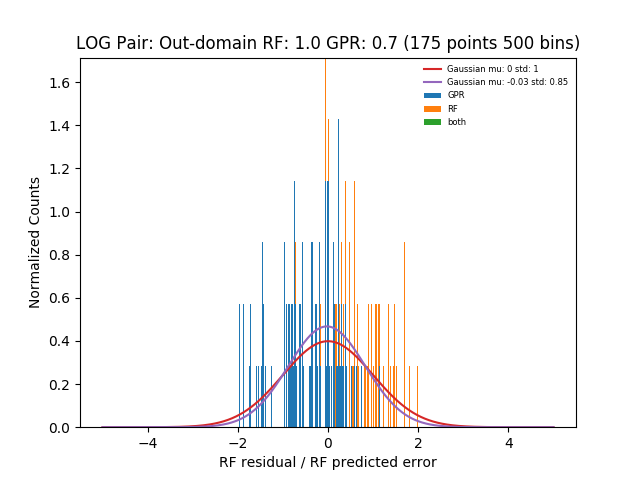 LOG Pair: Out-domain RF: 1.0 GPR: 0.7 (175 points 500 bins)
Gaussian mu: 0 std: 1
Gaussian mu: -0.03 std: 0.85
GPR
RF
both
Normalized Counts
1.6
1.4
1.2
1.0
0.8
0.6
0.4
0.2
0.0
−4
−2
0
2
4
RF residual / RF predicted error